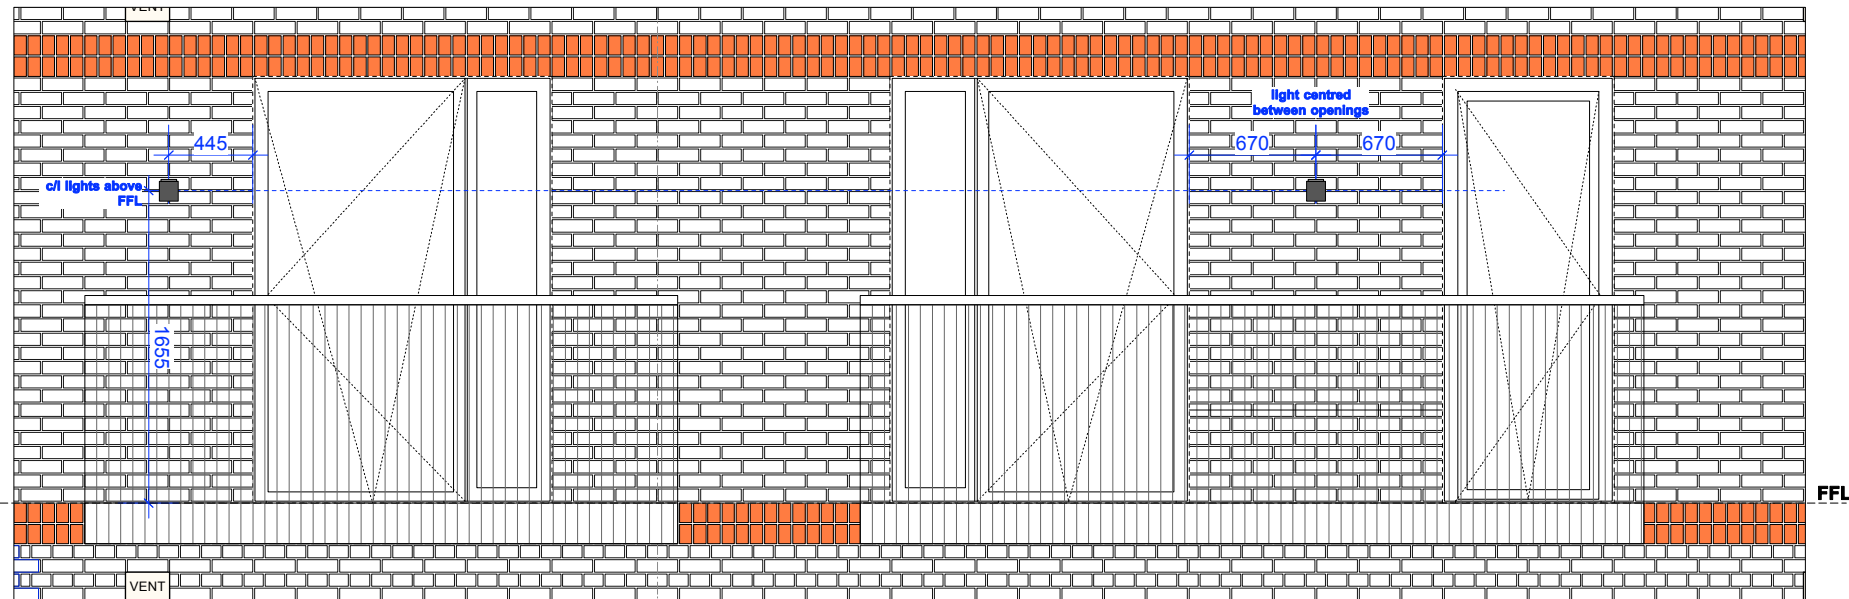 VENT
light centred
between openings
445
670
670
c/l lights above
FFL
1655
FFL
VENT